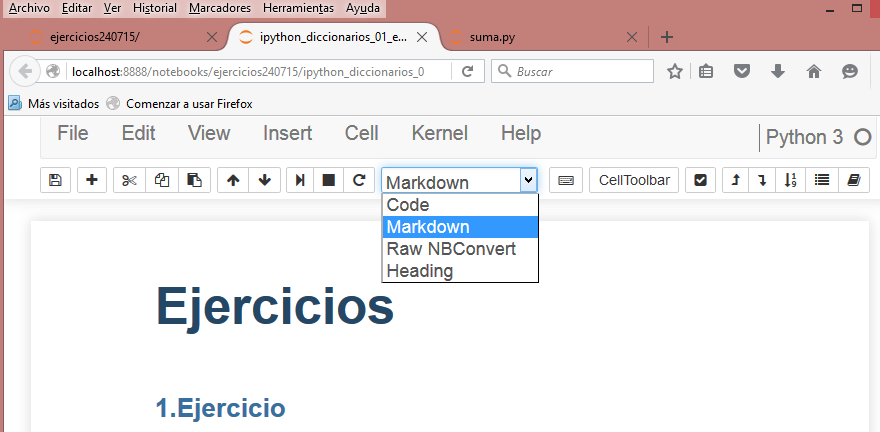 Archivo Editar Ver Historial Marcadores Herramientas Ayuda
ejercicios240715/ ipython_diccionarios_01_e... suma.py
localhost:8888/notebooks/ejercicios240715/ipython_diccionarios_0 Buscar
Más visitados Comenzar a usar Firefox
File Edit View Insert Cell Kernel Help Python 3
Markdown CellToolbar
Code
Markdown
Raw NBConvert
Heading
Ejercicios
1.Ejercicio